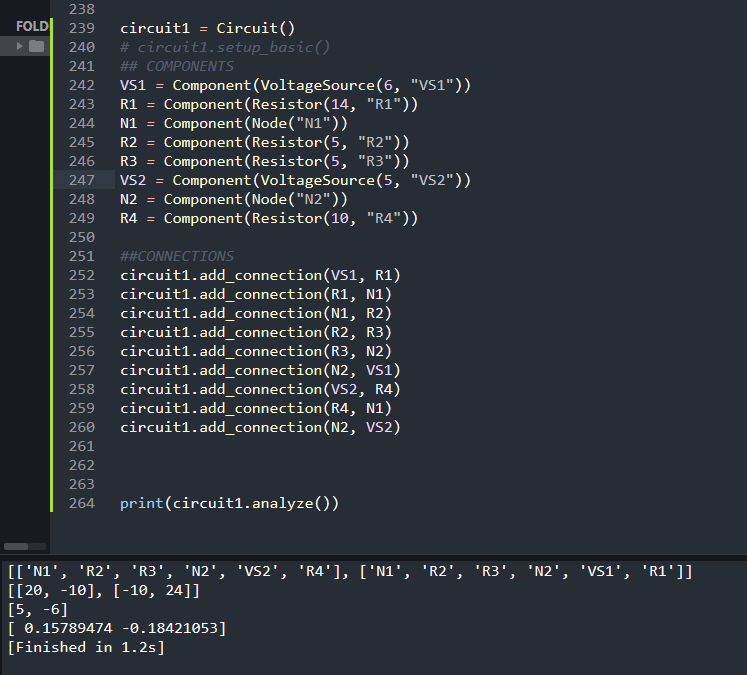 238
FOLD
239 circuit1 = Circuit()
240 # circuit1.setup_basic()
241 ## COMPONENTS
242 VS1 = Component(VoltageSource(6, "VS1"))
243 R1 = Component(Resistor(14, "R1"))
244 N1 = Component(Node("N1"))
245 R2 = Component(Resistor(5, "R2"))
246 R3 = Component(Resistor(5, "R3"))
247 VS2 = Component(VoltageSource(5, "VS2"))
248 N2 = Component(Node("N2"))
249 R4 = Component(Resistor(10, "R4"))
250
251 ##CONNECTIONS
252 circuit1.add_connection(VS1, R1)
253 circuit1.add_connection(R1, N1)
254 circuit1.add_connection(N1, R2)
255 circuit1.add_connection(R2, R3)
256 circuit1.add_connection(R3, N2)
257 circuit1.add_connection(N2, VS1)
258 circuit1.add_connection(VS2, R4)
259 circuit1.add_connection(R4, N1)
260 circuit1.add_connection(N2, VS2)
261
262
263
264 print(circuit1.analyze())
[['N1', 'R2', 'R3', 'N2', 'VS2', 'R4'], ['N1', 'R2', 'R3', 'N2', 'VS1', 'R1']]
[[20, -10], [-10, 24]]
[5, -6]
[ 0.15789474 -0.18421053]
[Finished in 1.2s]